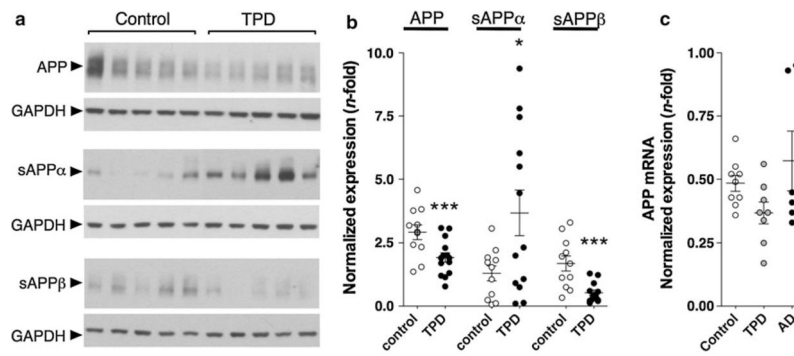 a
Control TPD
APP
GAPDH
sAPPα
GAPDH
sAPPβ
GAPDH
b
APP sAPPα sAPPβ
Normalized expression (n-fold)
10.0
7.5
5.0
2.5
0.00
*
***
***
control TPD control TPD control TPD
c
APP mRNA
Normalized expression (n-fold)
1.00
0.75
0.50
0.25
0.00
control TPD AD